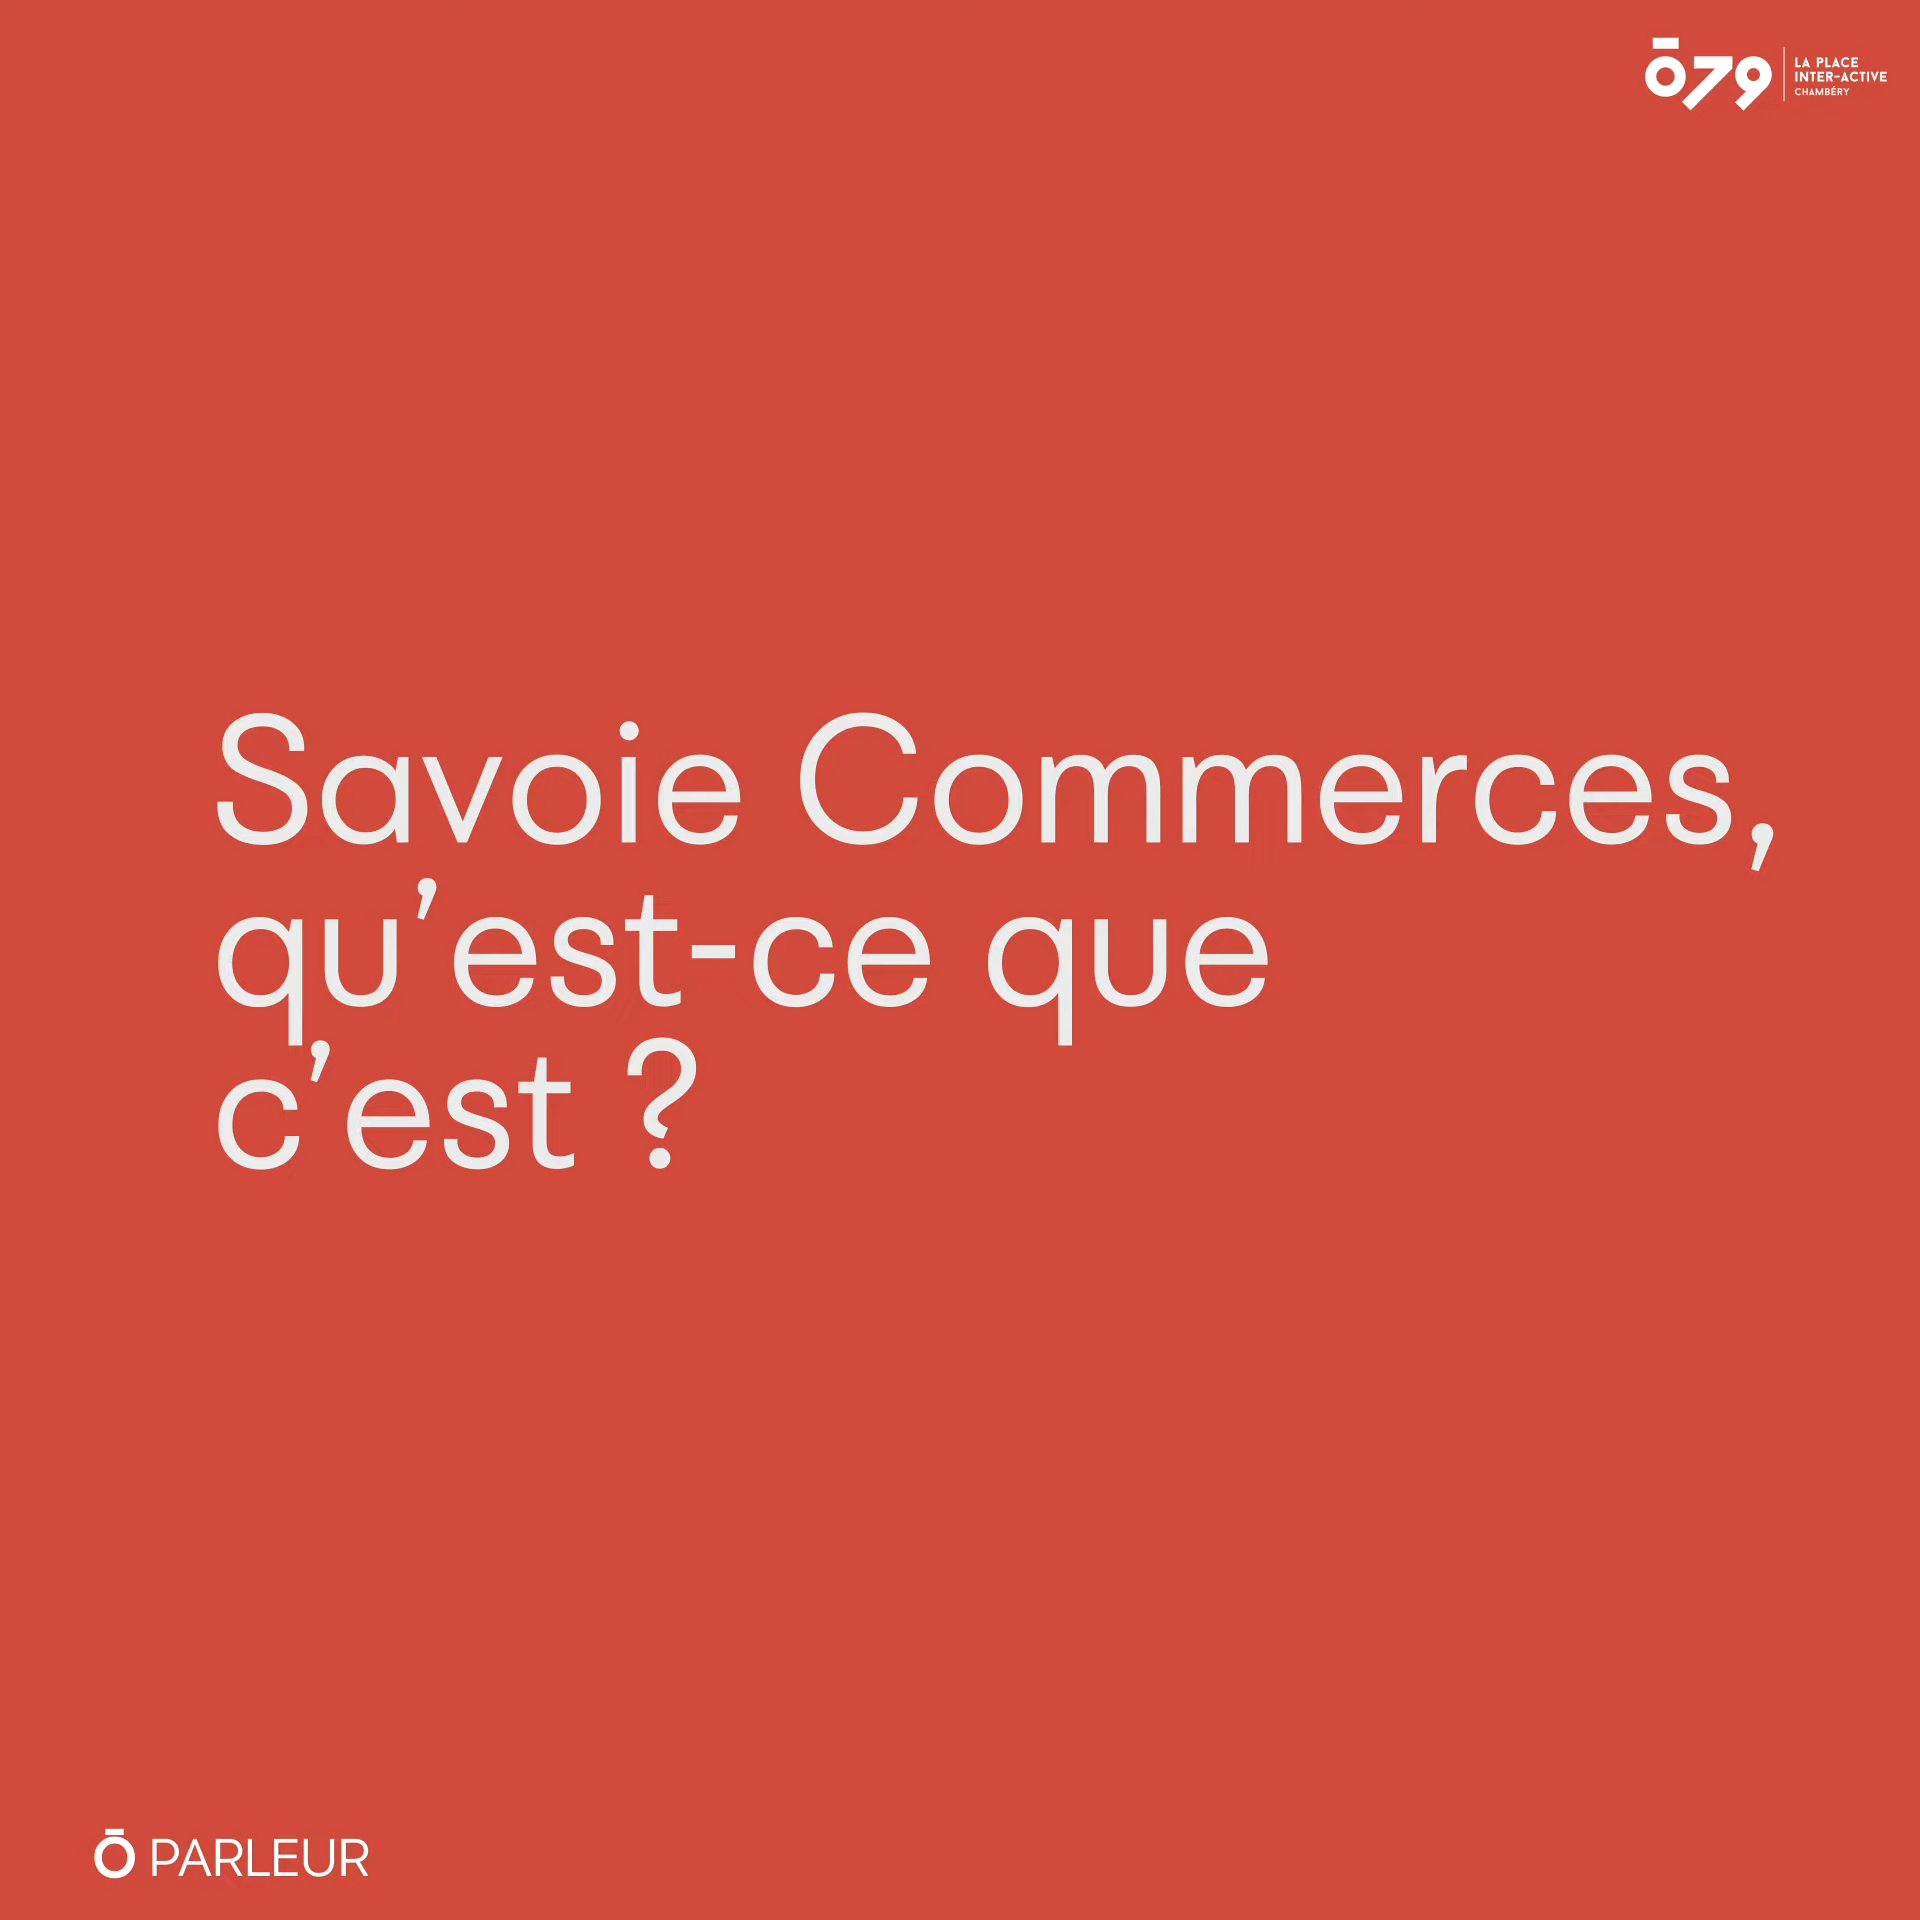 ō79
LA PLACE
INTER-ACTIVE
CHAMBÉRY
Savoie Commerces,
qu’est-ce que
c’est ?
Ō PARLEUR